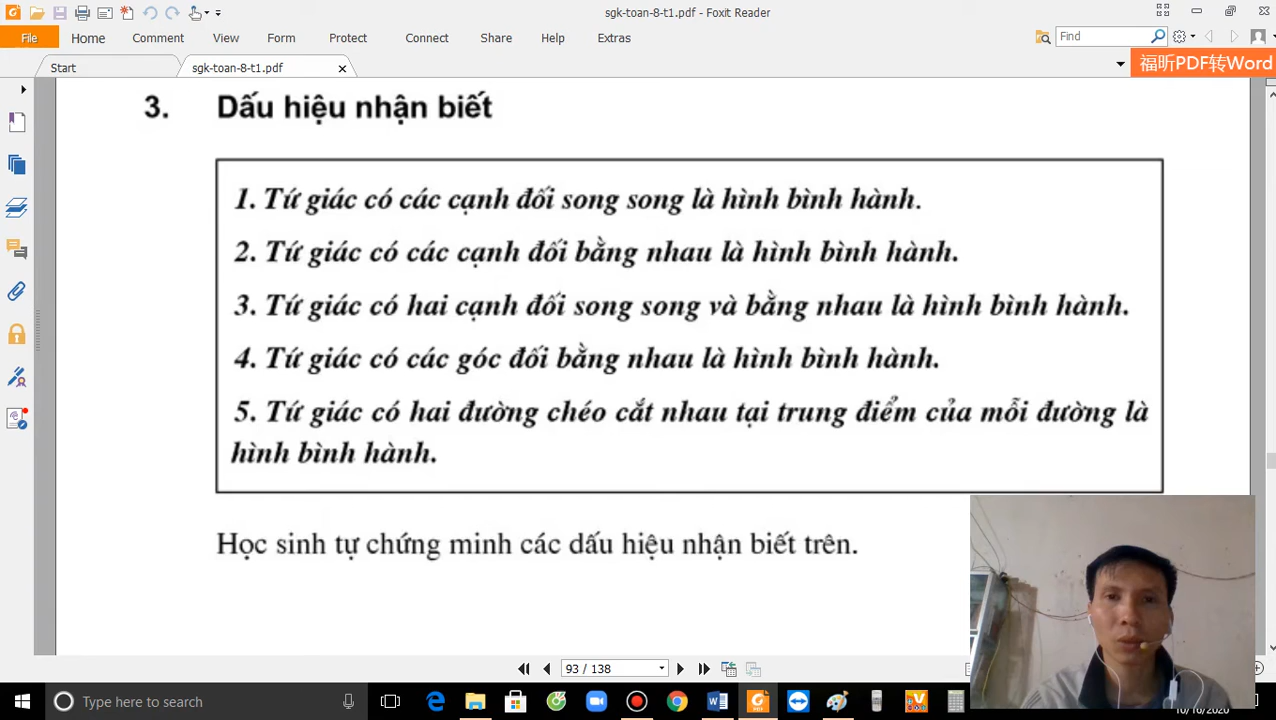 sgk-toan-8-t1.pdf - Foxit Reader
File Home Comment View Form Protect Connect Share Help Extras Find
Start sgk-toan-8-t1.pdf
福昕PDF转Word
3. Dấu hiệu nhận biết
1. Tứ giác có các cạnh đối song song là hình bình hành.
2. Tứ giác có các cạnh đối bằng nhau là hình bình hành.
3. Tứ giác có hai cạnh đối song song và bằng nhau là hình bình hành.
4. Tứ giác có các góc đối bằng nhau là hình bình hành.
5. Tứ giác có hai đường chéo cắt nhau tại trung điểm của mỗi đường là
hình bình hành.
Học sinh tự chứng minh các dấu hiệu nhận biết trên.
93 / 138
Type here to search
10/16/2020